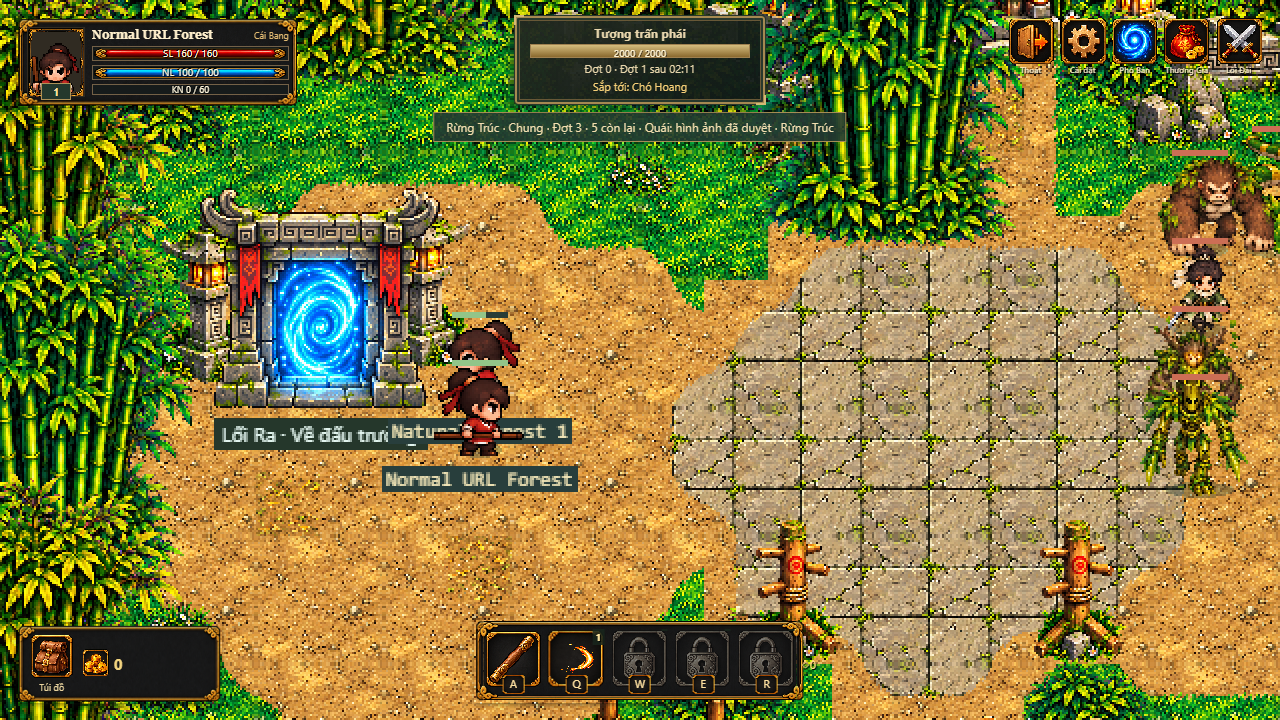 Normal URL Forest
Cái Bang
SL 160 / 160
NL 100 / 100
KN 0 / 60
1
Tượng trấn phái
2000 / 2000
Đợt 0 · Đợt 1 sau 02:11
Sắp tới: Chó Hoang
Thoát
Cài đặt
Phó Bản
Thương Gia
Lôi Đài
Rừng Trúc · Chung · Đợt 3 · 5 còn lại · Quái: hình ảnh đã duyệt · Rừng Trúc
Lối Ra - Về đấu
1
Normal URL Forest
0
Túi đồ
1
A
Q
W
E
R